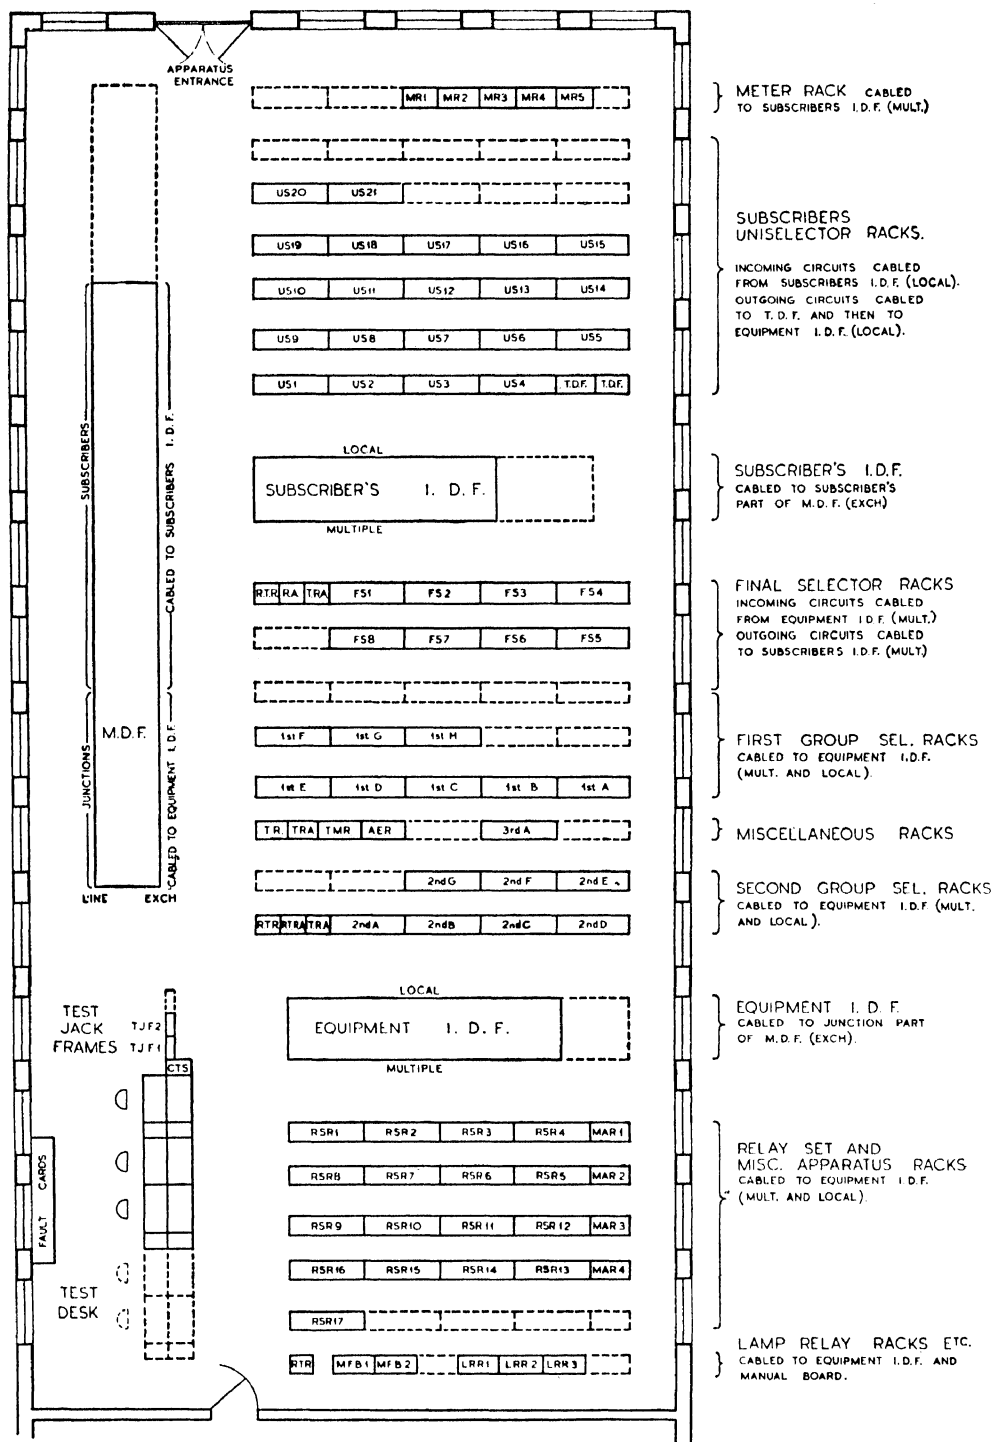 APPARATUS
ENTRANCE
MR1 MR2 MR3 MR4 MR5
METER RACK CABLED
TO SUBSCRIBERS I.D.F. (MULT.)
US20 US21
US19 US18 US17 US16 US15
US10 US11 US12 US13 US14
US9 US8 US7 US6 US5
US1 US2 US3 US4 T.D.F. T.D.F.
SUBSCRIBERS
UNISELECTOR RACKS.
INCOMING CIRCUITS CABLED
FROM SUBSCRIBERS I.D.F. (LOCAL).
OUTGOING CIRCUITS CABLED
TO T.D.F. AND THEN TO
EQUIPMENT I.D.F. (LOCAL).
LOCAL
SUBSCRIBER'S I. D. F.
MULTIPLE
SUBSCRIBER'S I.D.F.
CABLED TO SUBSCRIBER'S
PART OF M.D.F. (EXCH)
SUBSCRIBERS
CABLED TO SUBSCRIBERS I.D.F.
JUNCTIONS
CABLED TO EQUIPMENT I.D.F.
M.D.F.
LINE EXCH
RTR RA TRA FS1 FS2 FS3 FS4
FS8 FS7 FS6 FS5
FINAL SELECTOR RACKS
INCOMING CIRCUITS CABLED
FROM EQUIPMENT I.D.F. (MULT.)
OUTGOING CIRCUITS CABLED
TO SUBSCRIBERS I.D.F. (MULT)
1st F 1st G 1st H
1st E 1st D 1st C 1st B 1st A
FIRST GROUP SEL. RACKS
CABLED TO EQUIPMENT I.D.F.
(MULT. AND LOCAL).
TR. TRA TMR AER 3rd A
MISCELLANEOUS RACKS
2nd G 2nd F 2nd E
RTR RTRA TRA 2nd A 2nd B 2nd C 2nd D
SECOND GROUP SEL. RACKS
CABLED TO EQUIPMENT I.D.F. (MULT.
AND LOCAL).
LOCAL
EQUIPMENT I. D. F.
MULTIPLE
EQUIPMENT I. D. F.
CABLED TO JUNCTION PART
OF M.D.F. (EXCH).
TEST
JACK
FRAMES
TJF2
TJF1
CTS
FAULT CARDS
TEST
DESK
RSR1 RSR2 RSR3 RSR4 MAR1
RSR8 RSR7 RSR6 RSR5 MAR2
RSR9 RSR10 RSR11 RSR12 MAR3
RSR16 RSR15 RSR14 RSR13 MAR4
RSR17
RELAY SET AND
MISC. APPARATUS RACKS
CABLED TO EQUIPMENT I.D.F.
(MULT. AND LOCAL).
RTR MFB1 MFB2 LRR1 LRR2 LRR3
LAMP RELAY RACKS ETC.
CABLED TO EQUIPMENT I.D.F. AND
MANUAL BOARD.